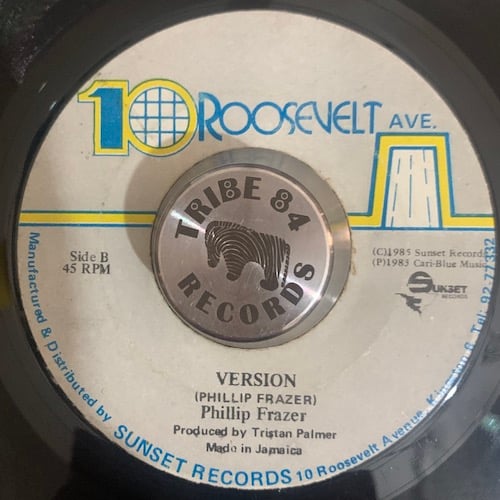 10 ROOSEVELT AVE.
TRIBE 84
RECORDS
Side B
45 RPM
(C)1985 Sunset Records
(P)1983 Cari-Blue Music
SUNSET
RECORDS
VERSION
(PHILLIP FRAZER)
Phillip Frazer
Produced by Tristan Palmer
Made in Jamaica
Manufactured & Distributed by SUNSET RECORDS 10 Roosevelt Avenue, Kingston 6, Tel: 92-77332